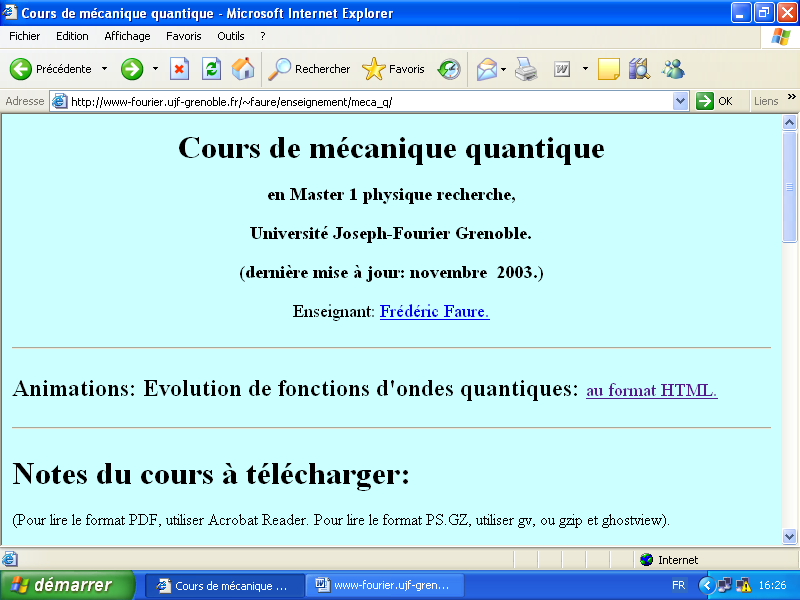 Cours de mécanique quantique - Microsoft Internet Explorer
Fichier Edition Affichage Favoris Outils ?
Précédente Rechercher Favoris
Adresse http://www-fourier.ujf-grenoble.fr/~faure/enseignement/meca_q/ OK Liens »
Cours de mécanique quantique
en Master 1 physique recherche,
Université Joseph-Fourier Grenoble.
(dernière mise à jour: novembre 2003.)
Enseignant: Frédéric Faure.
Animations: Evolution de fonctions d'ondes quantiques: au format HTML.
Notes du cours à télécharger:
(Pour lire le format PDF, utiliser Acrobat Reader. Pour lire le format PS.GZ, utiliser gv, ou gzip et ghostview).
Internet
démarrer Cours de mécanique ... www-fourier.ujf-gren... FR 16:26